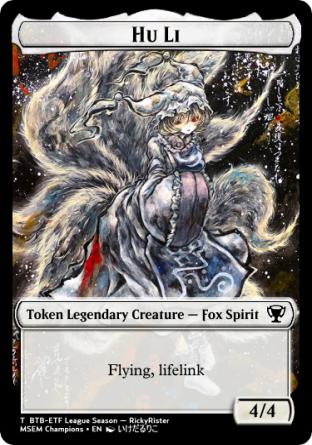 Hu Li
Token Legendary Creature — Fox Spirit
Flying, lifelink
4/4
T BTB-ETF League Season — RickyRister
MSEM Champions • EN いけだるりこ